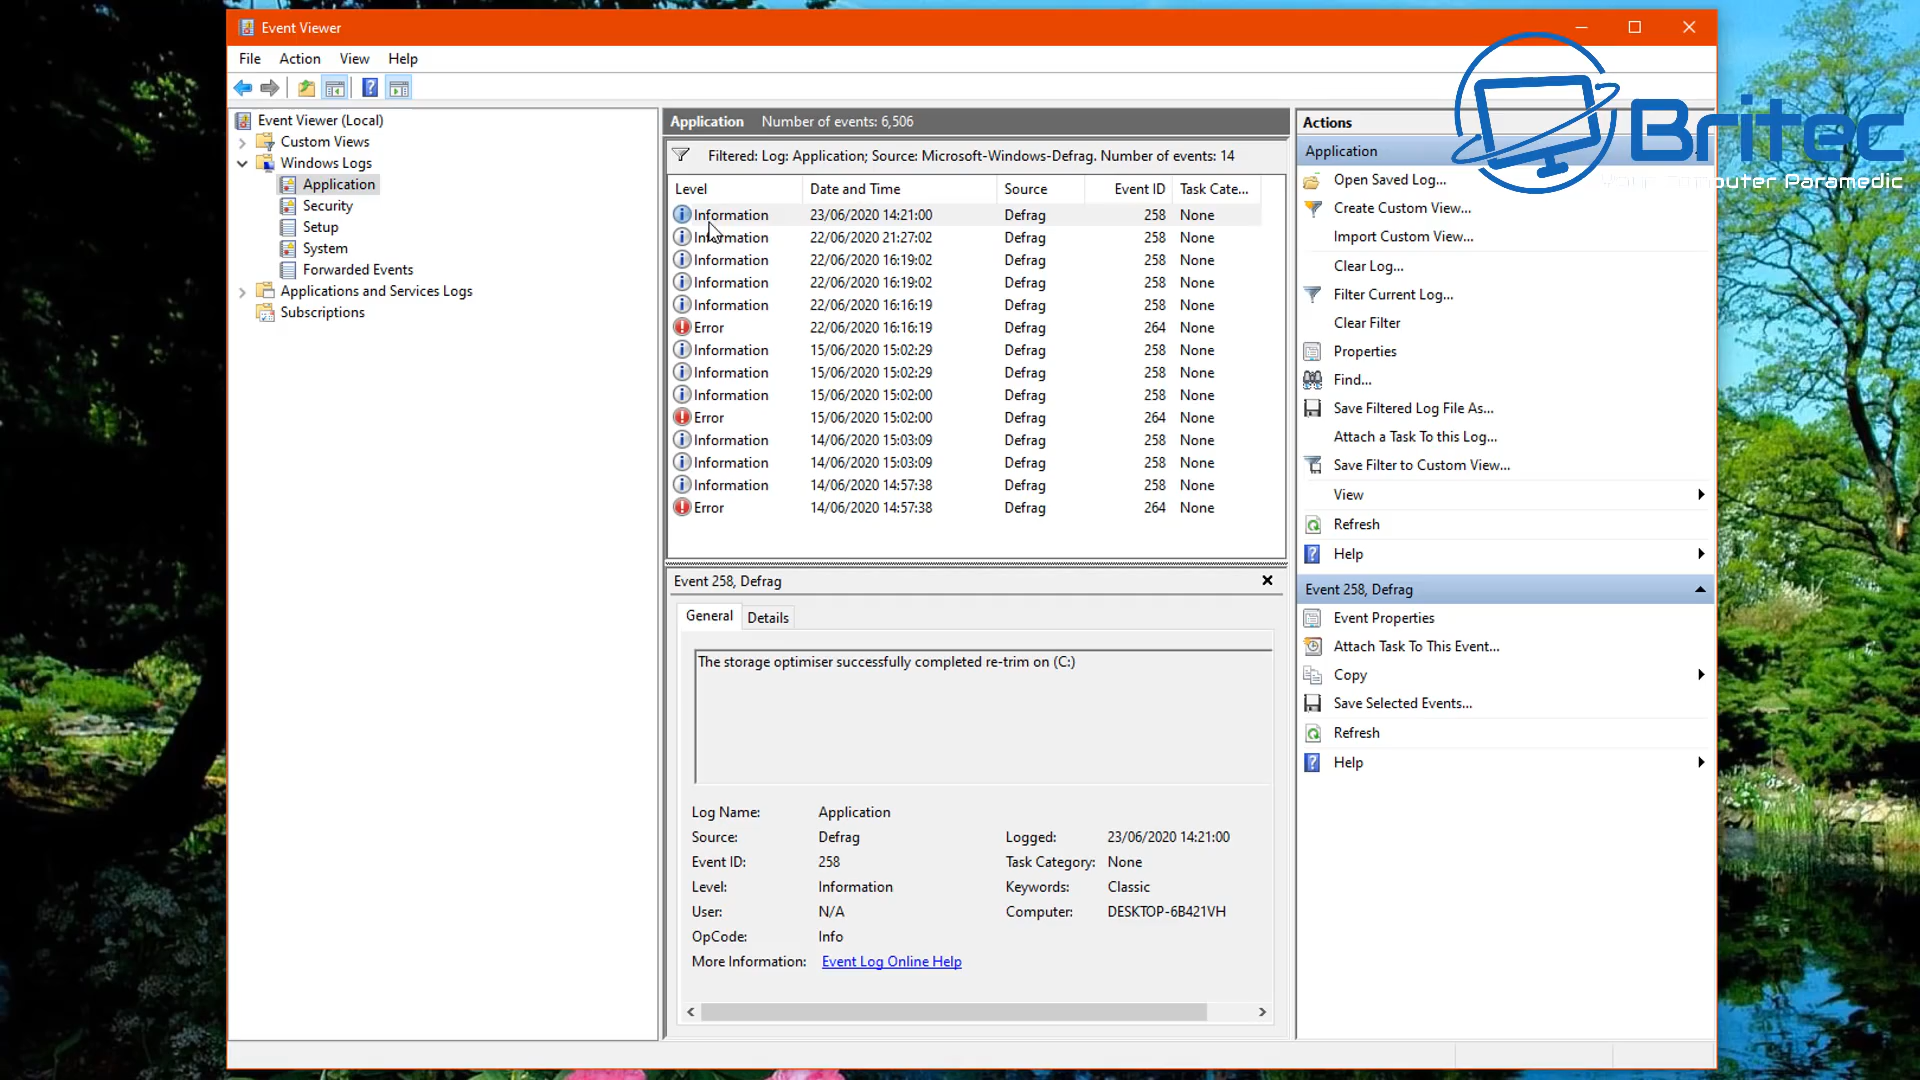 Event Viewer
File Action View Help
Event Viewer (Local)
Custom Views
Windows Logs
Application
Security
Setup
System
Forwarded Events
Applications and Services Logs
Subscriptions
Application Number of events: 6,506
Filtered: Log: Application; Source: Microsoft-Windows-Defrag. Number of events: 14
Level Date and Time Source Event ID Task Cate...
Information 23/06/2020 14:21:00 Defrag 258 None
Information 22/06/2020 21:27:02 Defrag 258 None
Information 22/06/2020 16:19:02 Defrag 258 None
Information 22/06/2020 16:19:02 Defrag 258 None
Information 22/06/2020 16:16:19 Defrag 258 None
Error 22/06/2020 16:16:19 Defrag 264 None
Information 15/06/2020 15:02:29 Defrag 258 None
Information 15/06/2020 15:02:29 Defrag 258 None
Information 15/06/2020 15:02:00 Defrag 258 None
Error 15/06/2020 15:02:00 Defrag 264 None
Information 14/06/2020 15:03:09 Defrag 258 None
Information 14/06/2020 15:03:09 Defrag 258 None
Information 14/06/2020 14:57:38 Defrag 258 None
Error 14/06/2020 14:57:38 Defrag 264 None
Event 258, Defrag
General Details
The storage optimiser successfully completed re-trim on (C:)
Log Name: Application
Source: Defrag Logged: 23/06/2020 14:21:00
Event ID: 258 Task Category: None
Level: Information Keywords: Classic
User: N/A Computer: DESKTOP-6B421VH
OpCode: Info
More Information: Event Log Online Help
Actions
Application
Open Saved Log...
Create Custom View...
Import Custom View...
Clear Log...
Filter Current Log...
Clear Filter
Properties
Find...
Save Filtered Log File As...
Attach a Task To this Log...
Save Filter to Custom View...
View
Refresh
Help
Event 258, Defrag
Event Properties
Attach Task To This Event...
Copy
Save Selected Events...
Refresh
Help
Britec
Your Computer Paramedic